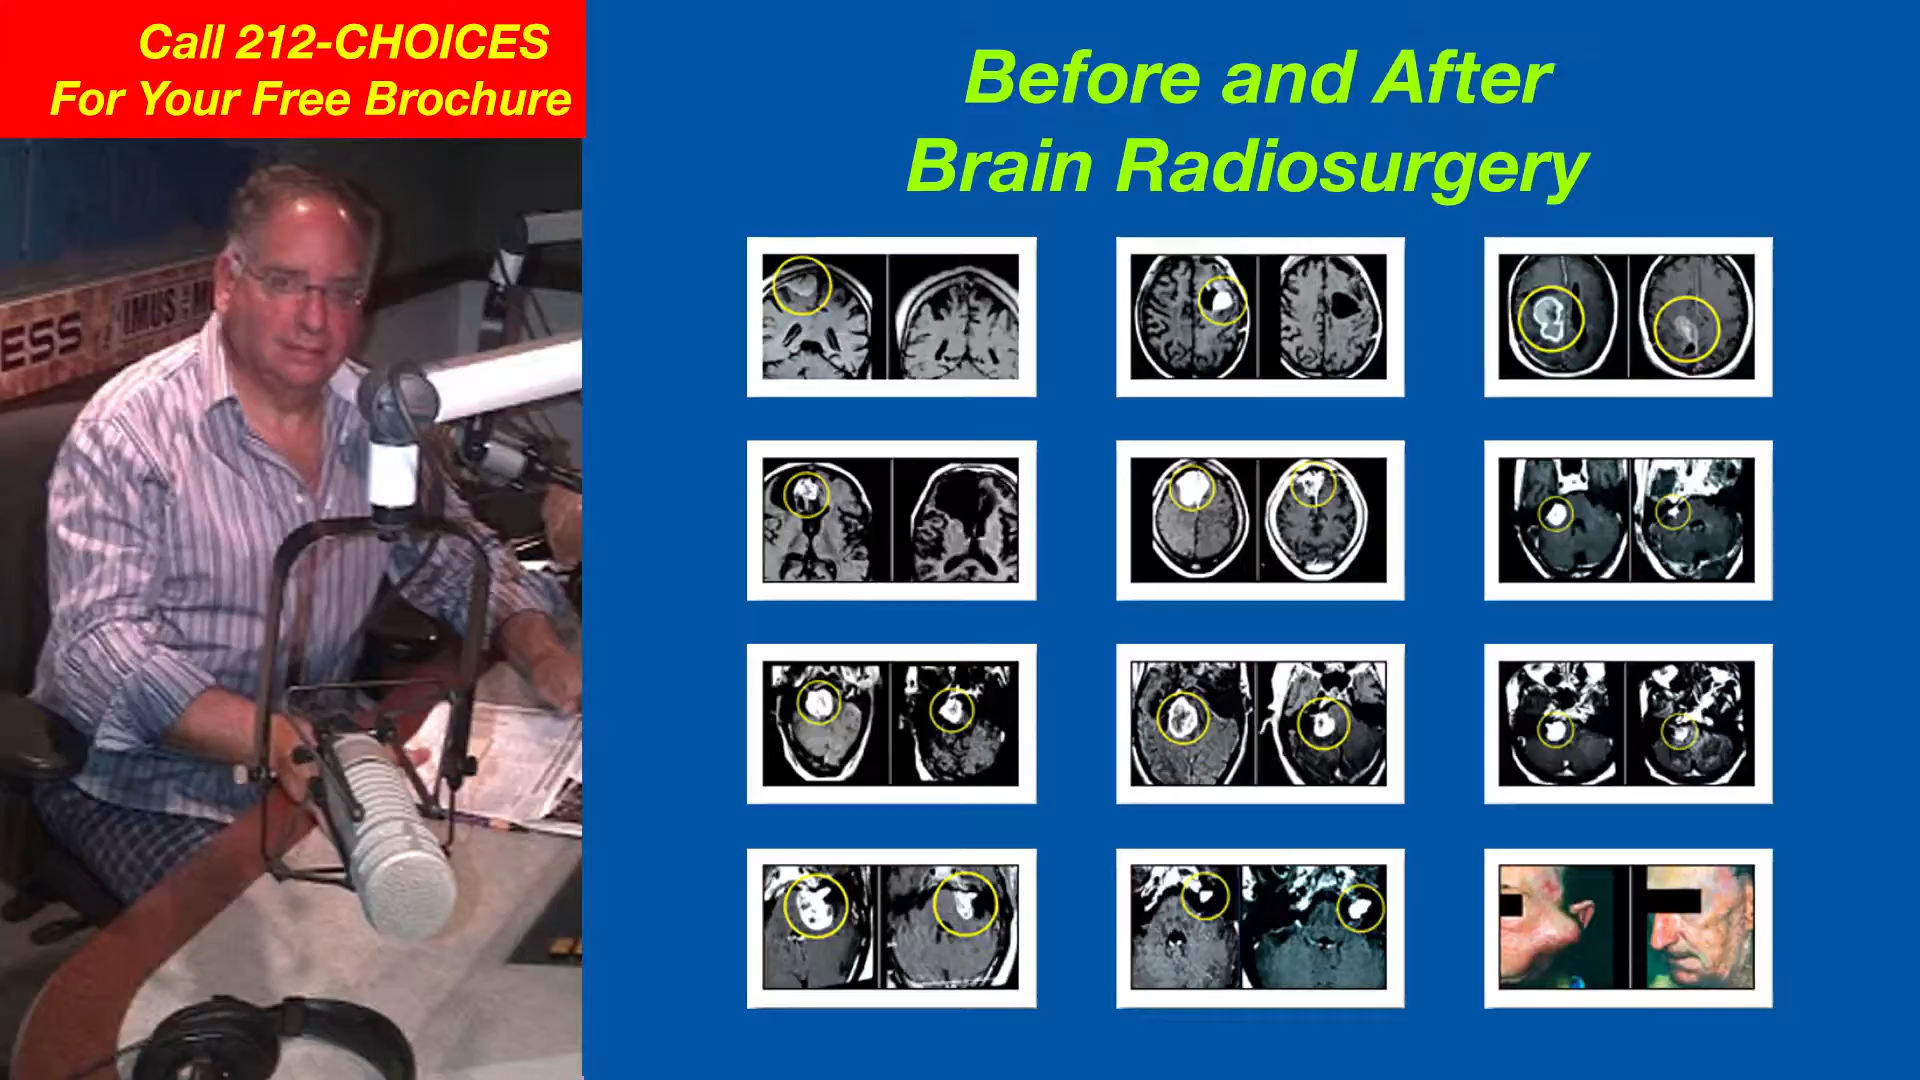 Call 212-CHOICES
For Your Free Brochure
Before and After
Brain Radiosurgery
ESS
IMUS